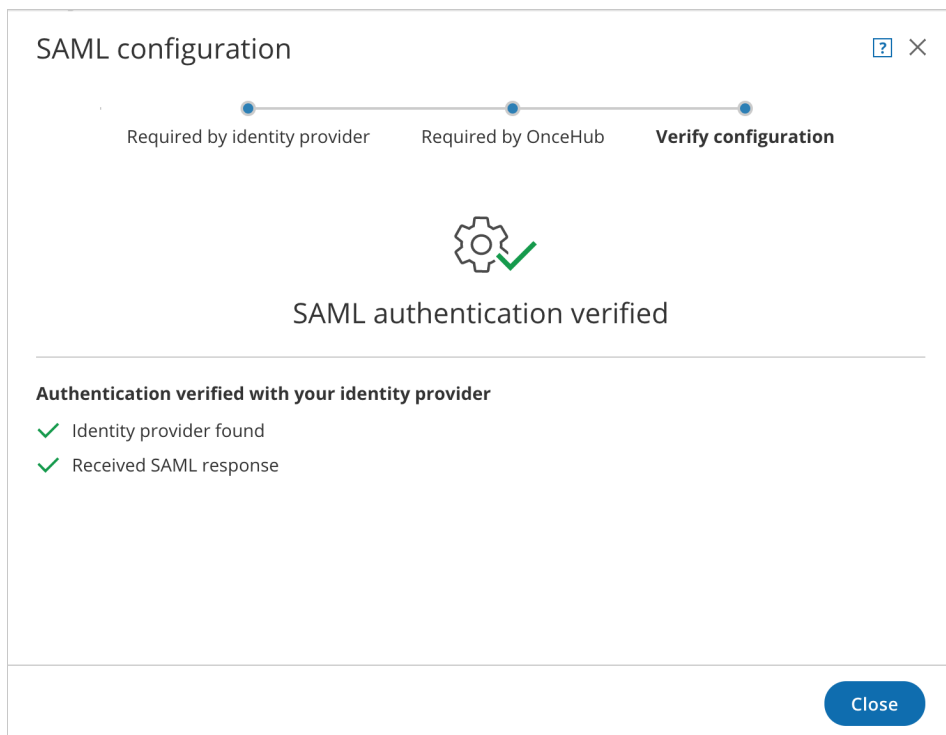 SAML configuration
?
Required by identity provider
Required by OnceHub
Verify configuration
SAML authentication verified
Authentication verified with your identity provider
Identity provider found
Received SAML response
Close